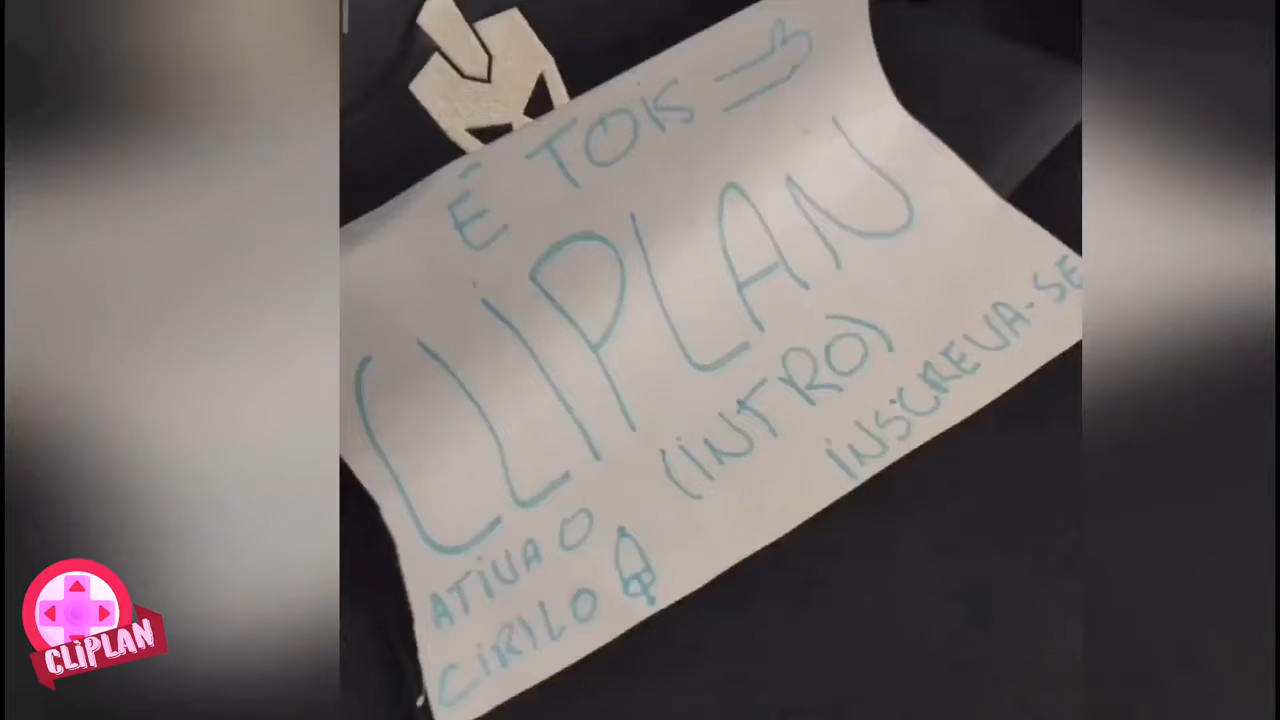 É TOIS
CLIPLAN
(INTRO)
INSCREVA-SE
ATIVA O
CIRILO
CLIPLAN